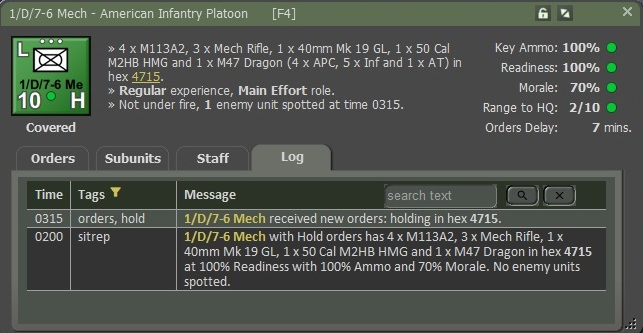 1/D/7-6 Mech - American Infantry Platoon [F4]
L
1/D/7-6 Me
10 H
Covered
» 4 x M113A2, 3 x Mech Rifle, 1 x 40mm Mk 19 GL, 1 x 50 Cal
M2HB HMG and 1 x M47 Dragon (4 x APC, 5 x Inf and 1 x AT) in
hex 4715.
» Regular experience, Main Effort role.
» Not under fire, 1 enemy unit spotted at time 0315.
Key Ammo: 100%
Readiness: 100%
Morale: 70%
Range to HQ: 2/10
Orders Delay: 7 mins.
Orders Subunits Staff Log
Time Tags Message search text
0315 orders, hold 1/D/7-6 Mech received new orders: holding in hex 4715.
0200 sitrep 1/D/7-6 Mech with Hold orders has 4 x M113A2, 3 x Mech Rifle, 1 x
40mm Mk 19 GL, 1 x 50 Cal M2HB HMG and 1 x M47 Dragon in hex 4715
at 100% Readiness with 100% Ammo and 70% Morale. No enemy units
spotted.